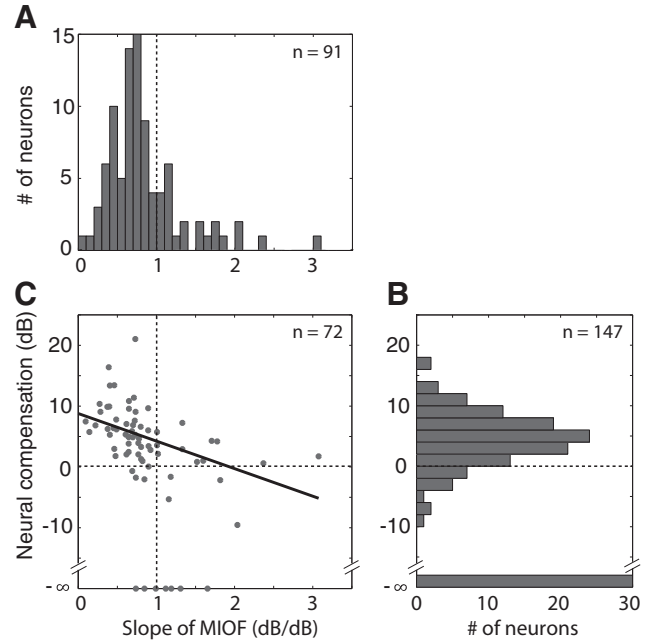 A
15
10
5
0
# of neurons
n = 91
0 1 2 3
C
20
10
0
-10
- ∞
Neural compensation (dB)
n = 72
0 1 2 3
Slope of MIOF (dB/dB)
B
20
10
0
-10
- ∞
n = 147
0 10 20 30
# of neurons